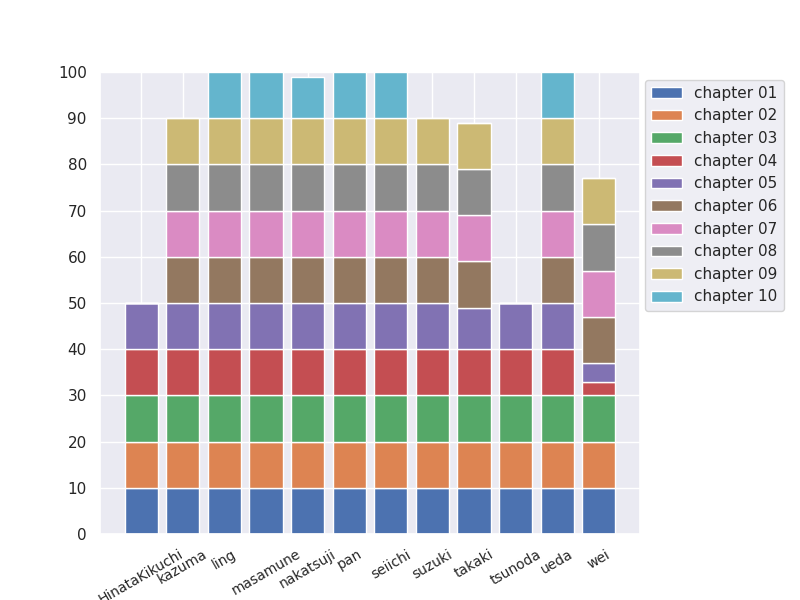 100
90
80
70
60
50
40
30
20
10
0
HinataKikuchi
kazuma
ling
masamune
nakatsuji
pan
seiichi
suzuki
takaki
tsunoda
ueda
wei
chapter 01
chapter 02
chapter 03
chapter 04
chapter 05
chapter 06
chapter 07
chapter 08
chapter 09
chapter 10